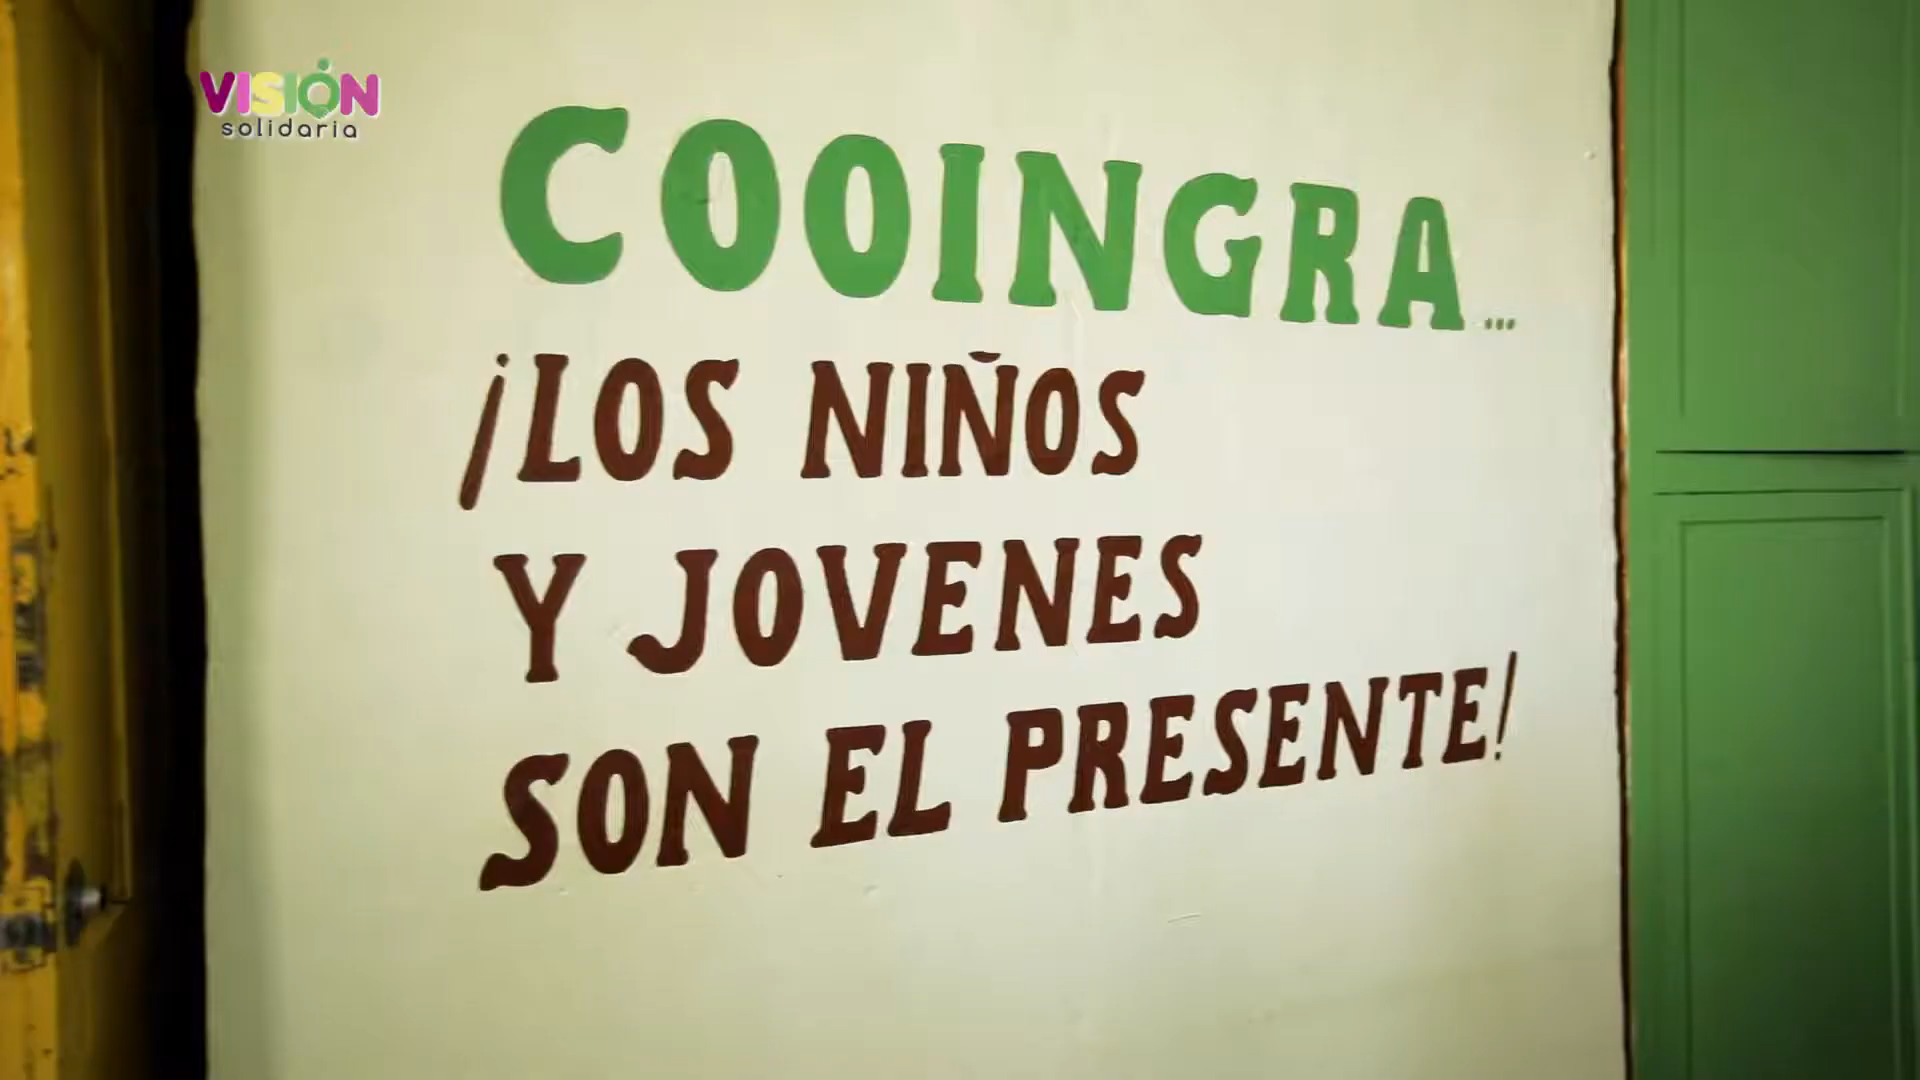 VISIÓN
solidaria
COOINGRA...
¡LOS NIÑOS
Y JOVENES
SON EL PRESENTE!